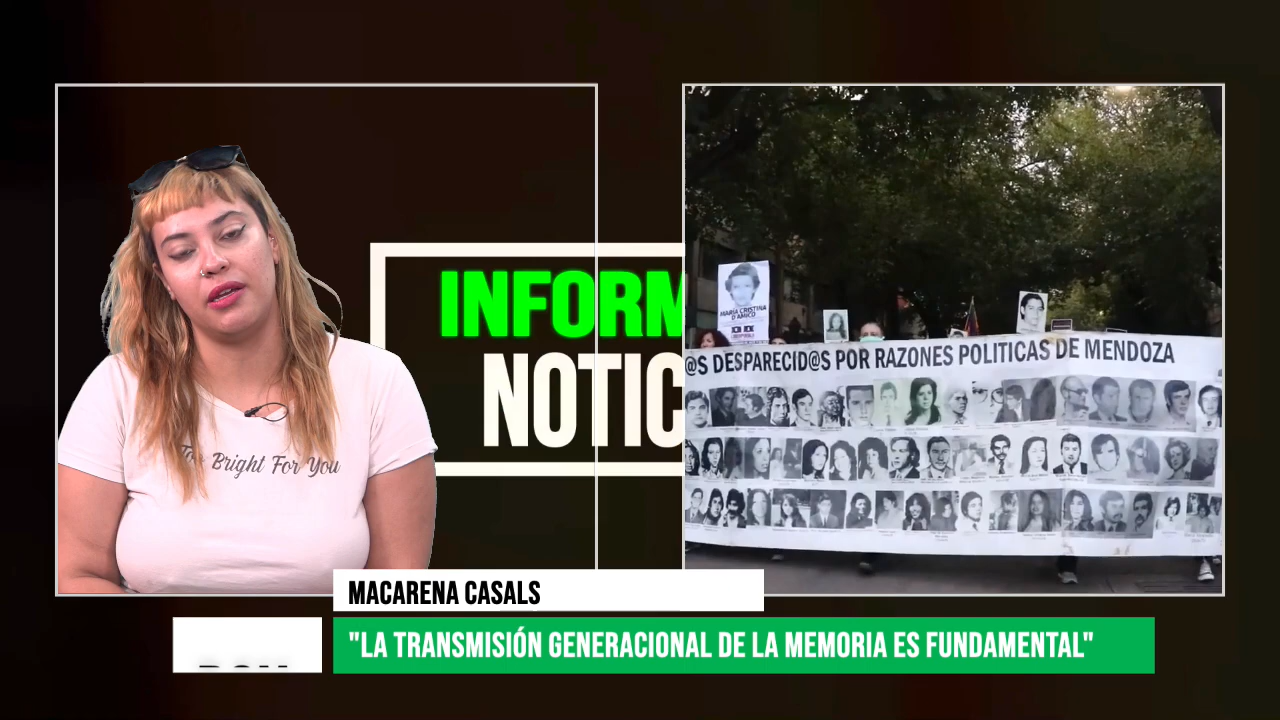 INFORM
NOTIC
Bright For You
MARIA CRISTINA
D'AMICO
@S DESPARECID@S POR RAZONES POLITICAS DE MENDOZA
MACARENA CASALS
"LA TRANSMISIÓN GENERACIONAL DE LA MEMORIA ES FUNDAMENTAL"